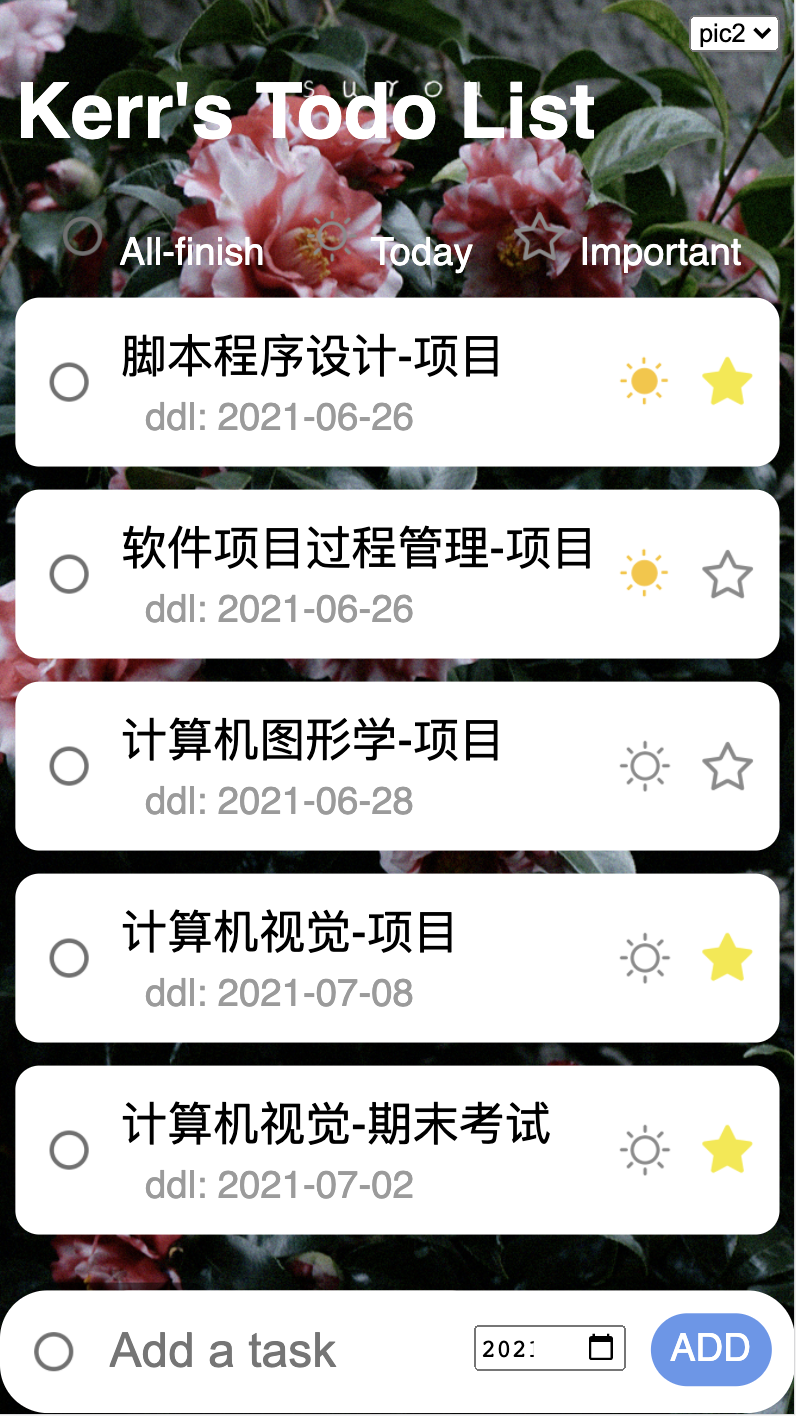 pic2
Kerr's Todo List
All-finish Today Important
脚本程序设计-项目
ddl: 2021-06-26
软件项目过程管理-项目
ddl: 2021-06-26
计算机图形学-项目
ddl: 2021-06-28
计算机视觉-项目
ddl: 2021-07-08
计算机视觉-期末考试
ddl: 2021-07-02
Add a task 2021 ADD